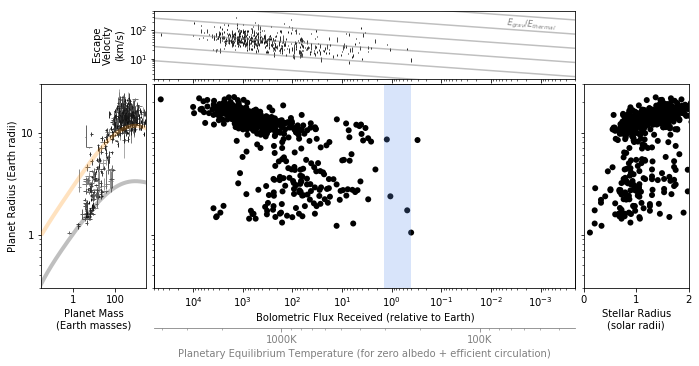 Escape
Velocity
(km/s)
10²
10¹
E_grav/E_thermal
Planet Radius (Earth radii)
10
1
1 100
Planet Mass
(Earth masses)
10⁴ 10³ 10² 10¹ 10⁰ 10⁻¹ 10⁻² 10⁻³
Bolometric Flux Received (relative to Earth)
1000K 100K
Planetary Equilibrium Temperature (for zero albedo + efficient circulation)
0 1 2
Stellar Radius
(solar radii)